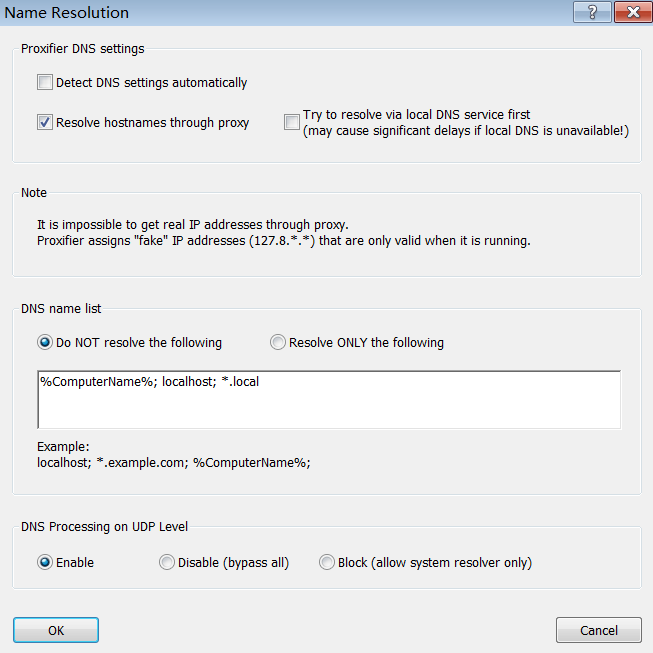 Name Resolution
?
Proxifier DNS settings
Detect DNS settings automatically
Resolve hostnames through proxy
Try to resolve via local DNS service first
(may cause significant delays if local DNS is unavailable!)
Note
It is impossible to get real IP addresses through proxy.
Proxifier assigns "fake" IP addresses (127.8.*.*) that are only valid when it is running.
DNS name list
Do NOT resolve the following
Resolve ONLY the following
%ComputerName%; localhost; *.local
Example:
localhost; *.example.com; %ComputerName%;
DNS Processing on UDP Level
Enable
Disable (bypass all)
Block (allow system resolver only)
OK
Cancel